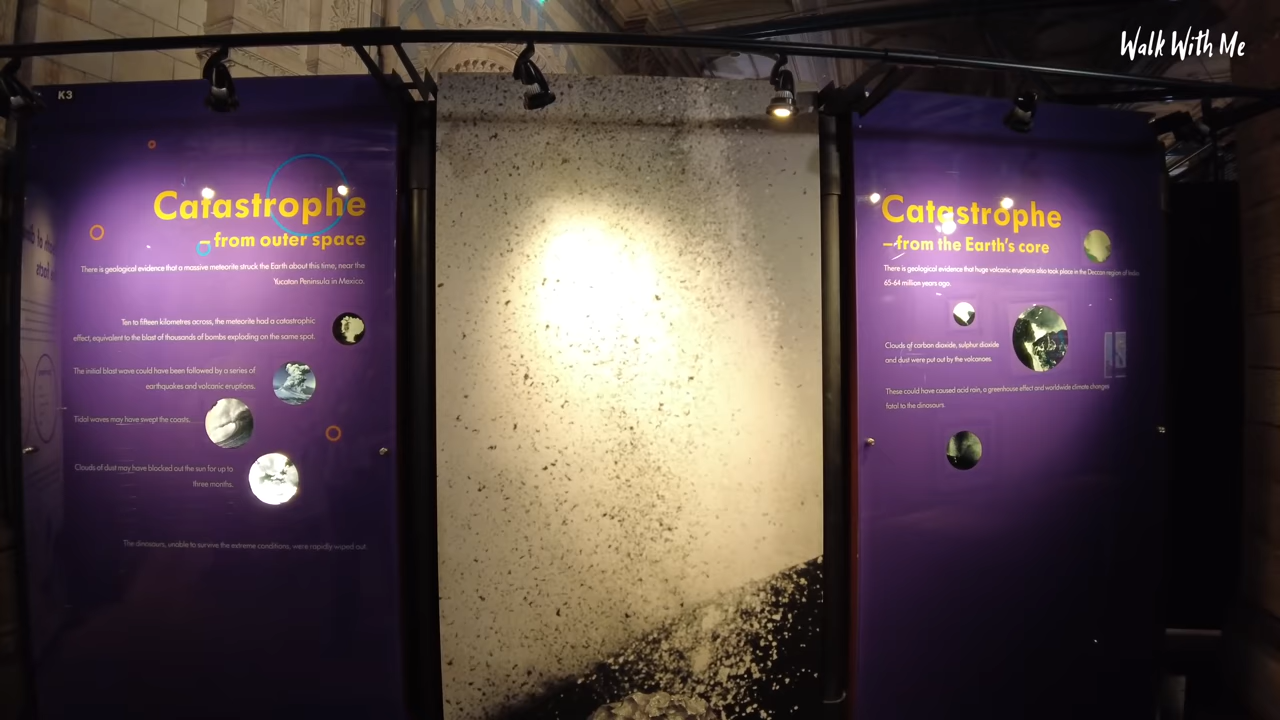 Walk With Me
K3
Catastrophe
–from outer space
There is geological evidence that a massive meteorite struck the Earth about this time, near the
Yucatan Peninsula in Mexico.
Ten to fifteen kilometres across, the meteorite had a catastrophic
effect, equivalent to the blast of thousands of bombs exploding on the same spot.
The initial blast wave could have been followed by a series of
earthquakes and volcanic eruptions.
Tidal waves may have swept the coasts.
Clouds of dust may have blocked out the sun for up to
three months.
The dinosaurs, unable to survive the extreme conditions, were rapidly wiped out.
Catastrophe
–from the Earth's core
There is geological evidence that huge volcanic eruptions also took place in the Deccan region of India
65-64 million years ago.
Clouds of carbon dioxide, sulphur dioxide
and dust were put out by the volcanoes.
These could have caused acid rain, a greenhouse effect and worldwide climate changes
fatal to the dinosaurs.